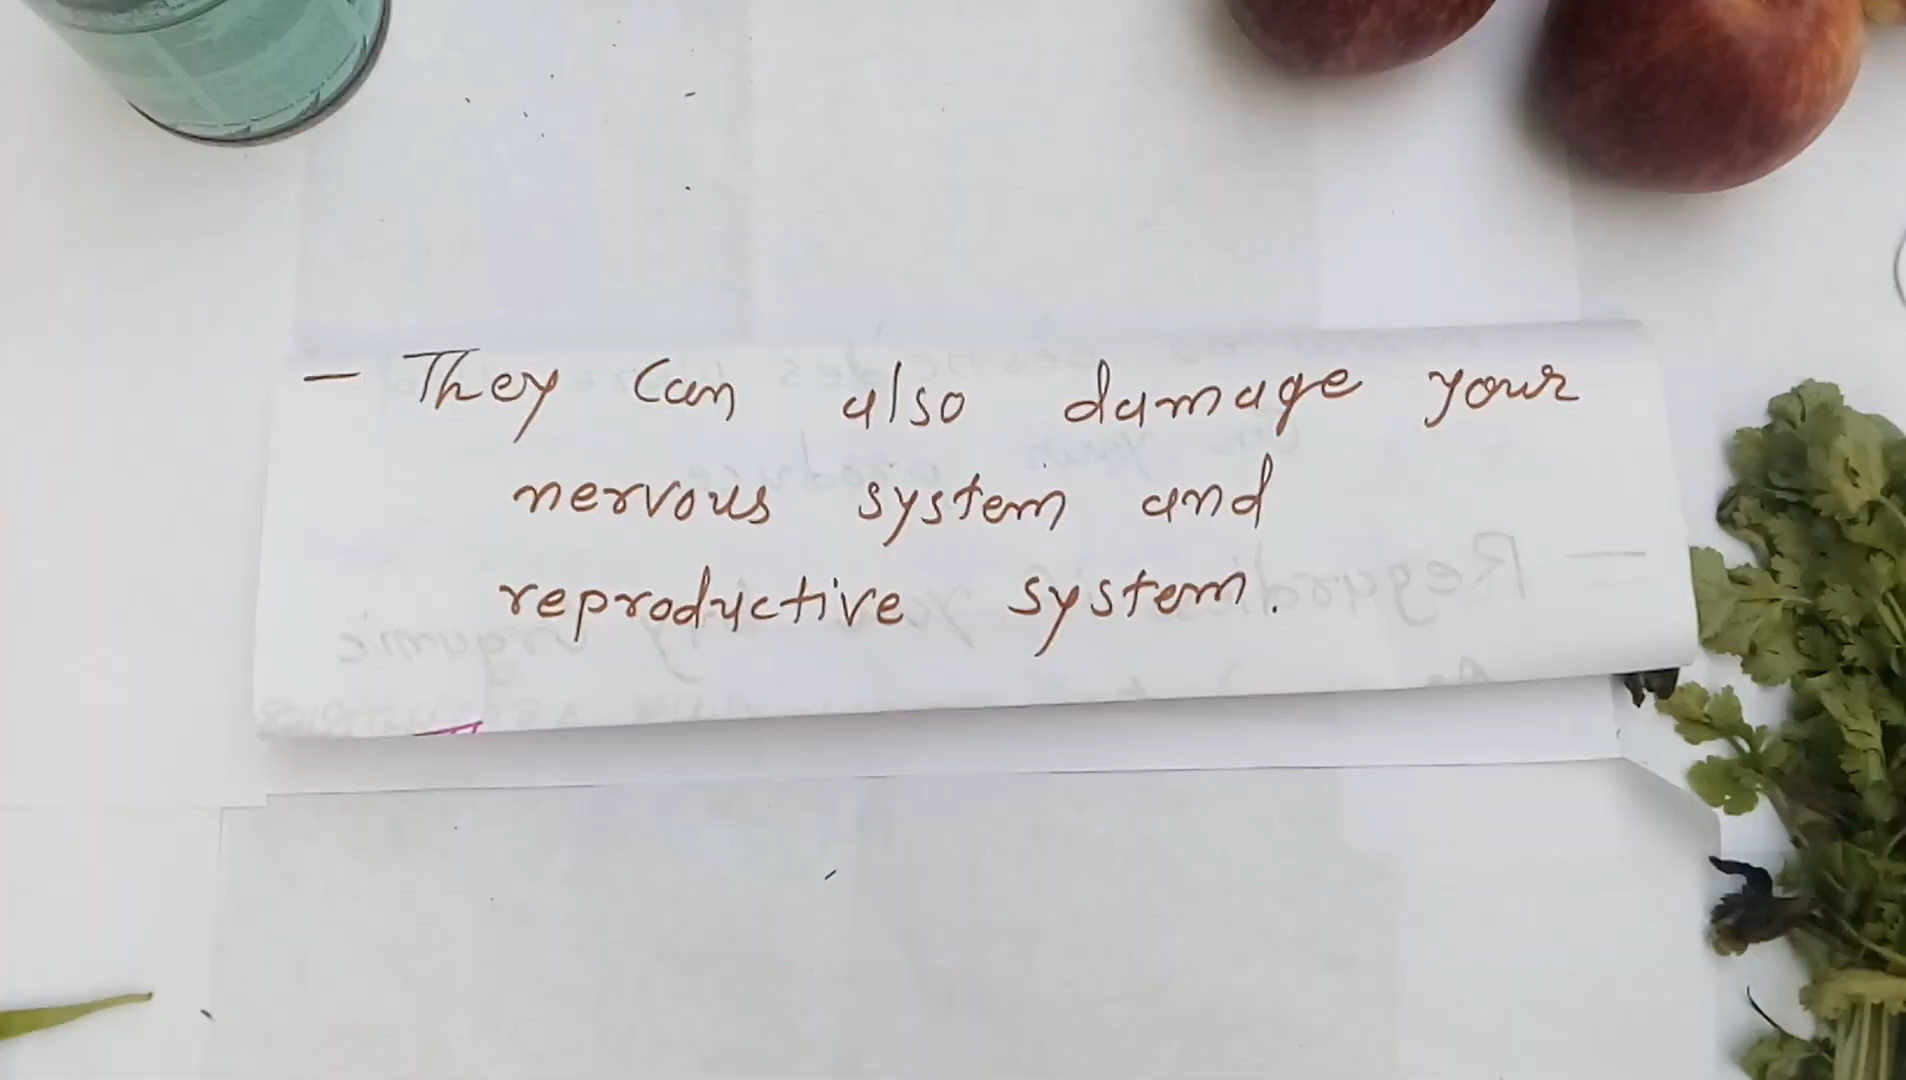 - They can also damage your
nervous system and
reproductive system.